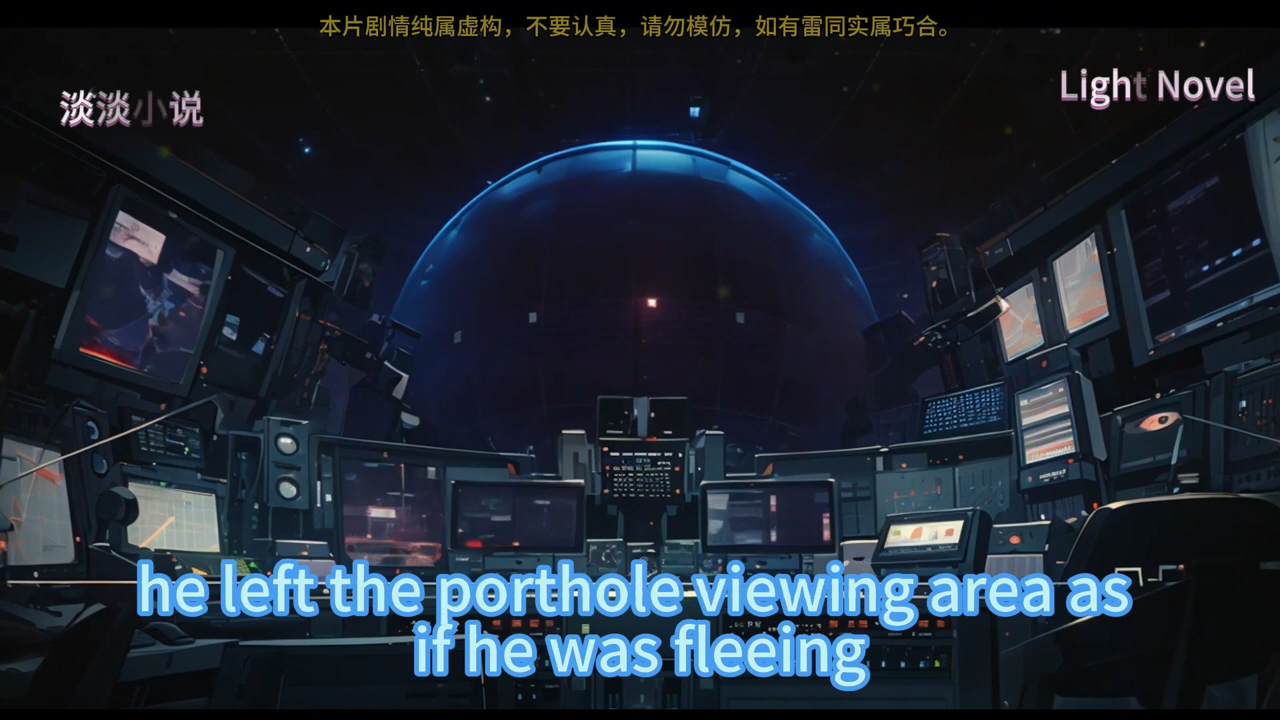 本片剧情纯属虚构，不要认真，请勿模仿，如有雷同实属巧合。
淡淡小说
Light Novel
he left the porthole viewing area as
if he was fleeing